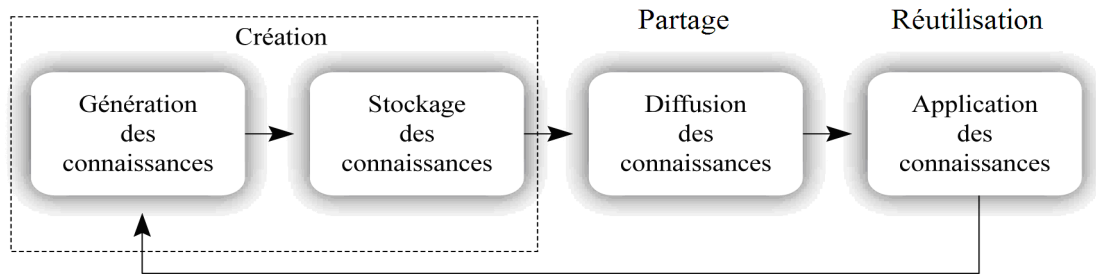 Création
Partage
Réutilisation
Génération
des
connaissances
Stockage
des
connaissances
Diffusion
des
connaissances
Application
des
connaissances